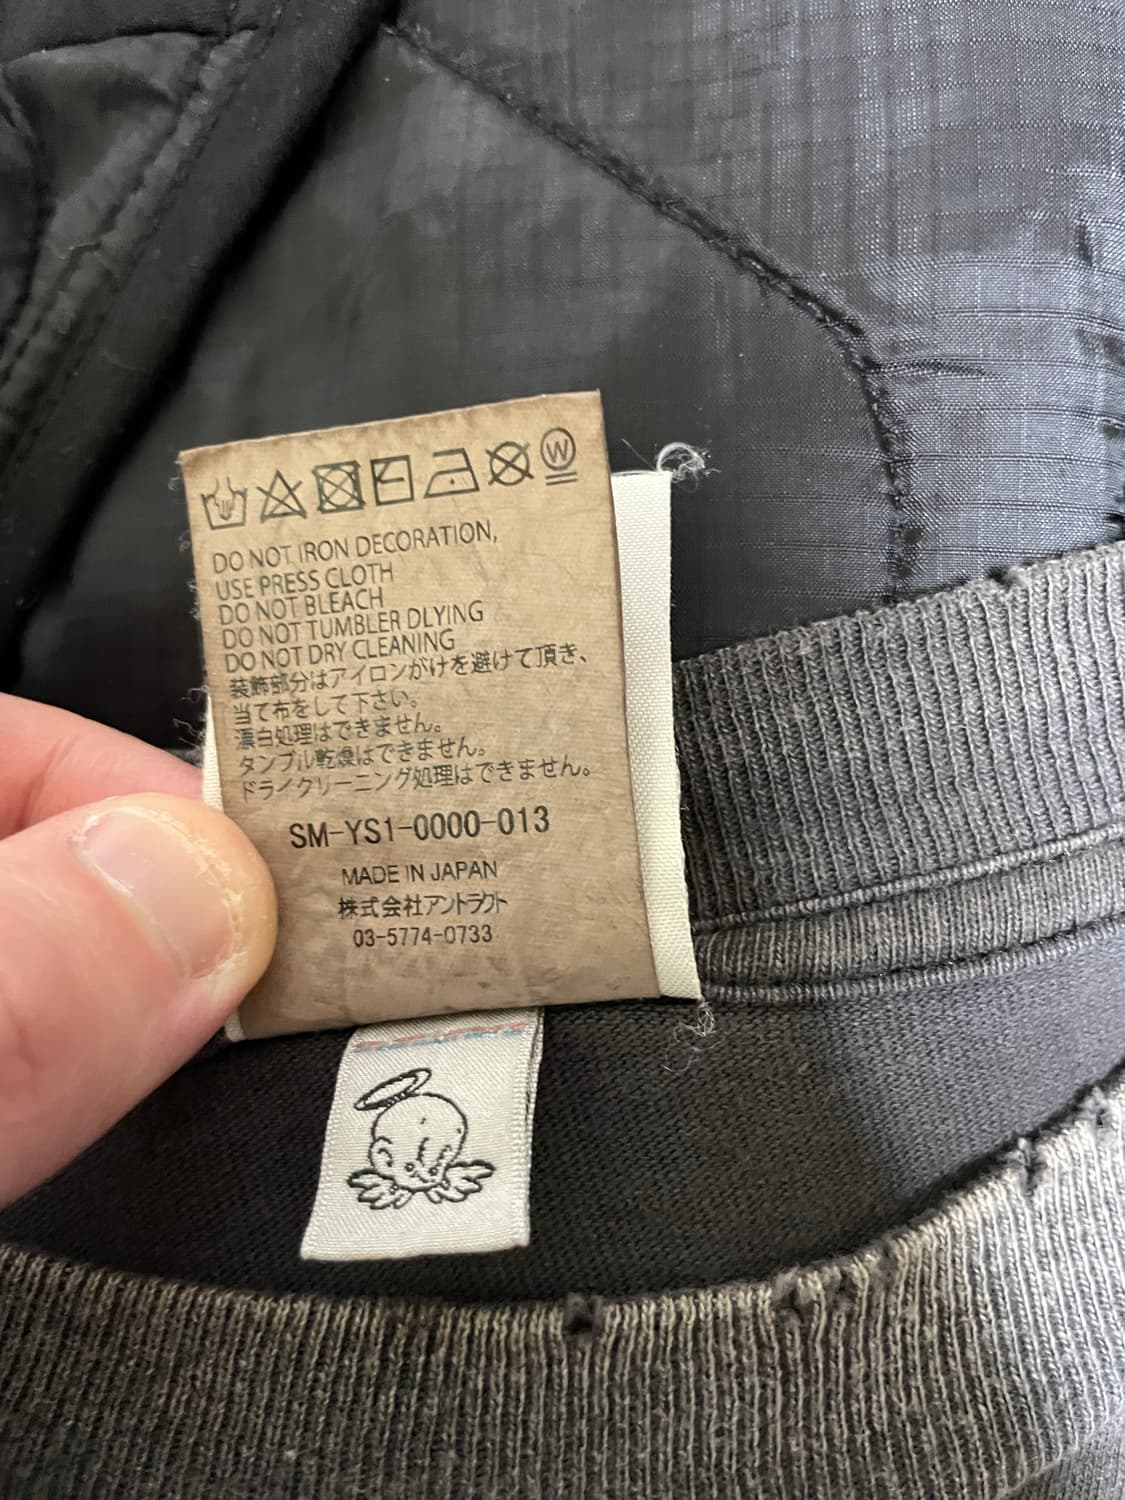 W
DO NOT IRON DECORATION,
USE PRESS CLOTH
DO NOT BLEACH
DO NOT TUMBLER DLYING
DO NOT DRY CLEANING
装飾部分はアイロンがけを避けて頂き、
当て布をして下さい。
漂白処理はできません。
タンブル乾燥はできません。
ドライクリーニング処理はできません。
SM-YS1-0000-013
MADE IN JAPAN
株式会社アントラクト
03-5774-0733